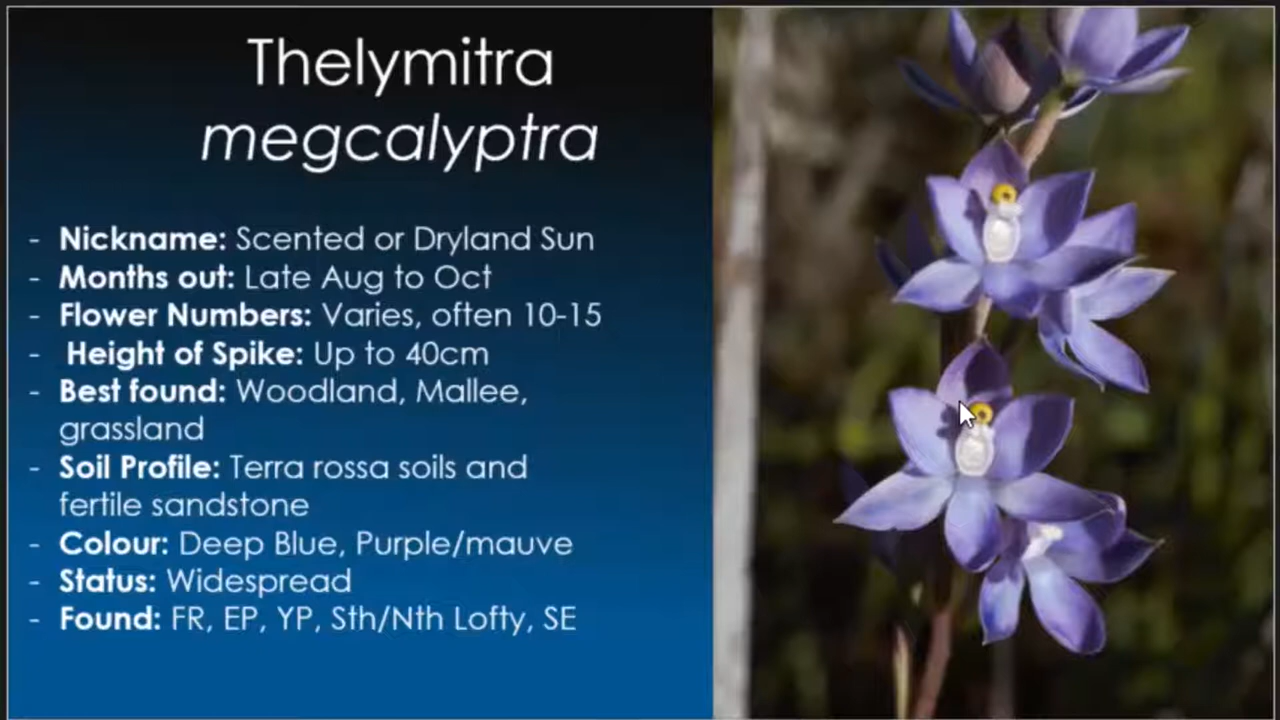 Thelymitra
megcalyptra
- Nickname: Scented or Dryland Sun
- Months out: Late Aug to Oct
- Flower Numbers: Varies, often 10-15
- Height of Spike: Up to 40cm
- Best found: Woodland, Mallee,
grassland
- Soil Profile: Terra rossa soils and
fertile sandstone
- Colour: Deep Blue, Purple/mauve
- Status: Widespread
- Found: FR, EP, YP, Sth/Nth Lofty, SE